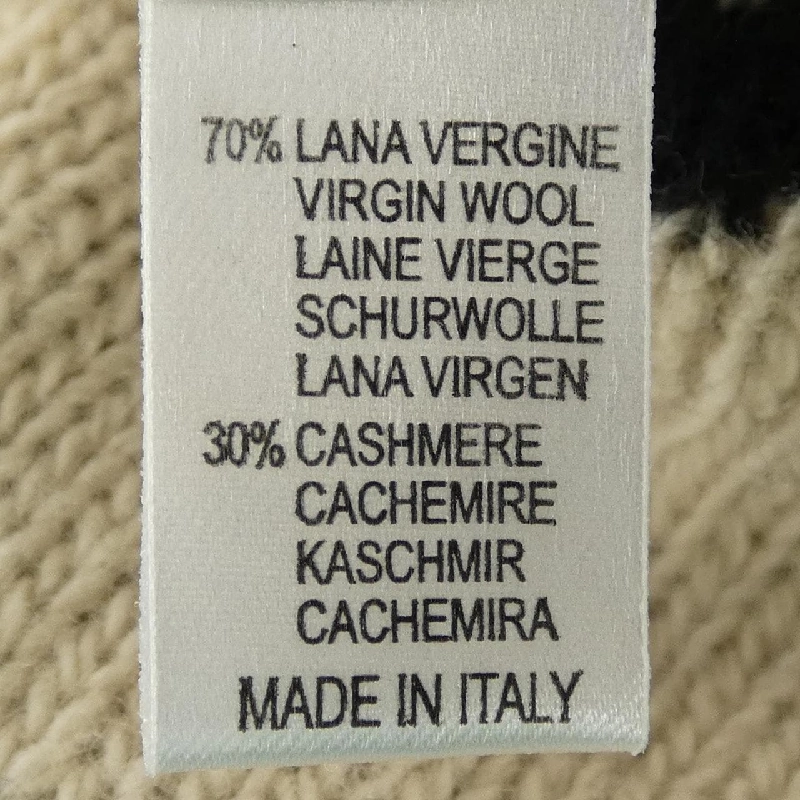 70% LANA VERGINE
VIRGIN WOOL
LAINE VIERGE
SCHURWOLLE
LANA VIRGEN
30% CASHMERE
CACHEMIRE
KASCHMIR
CACHEMIRA
MADE IN ITALY